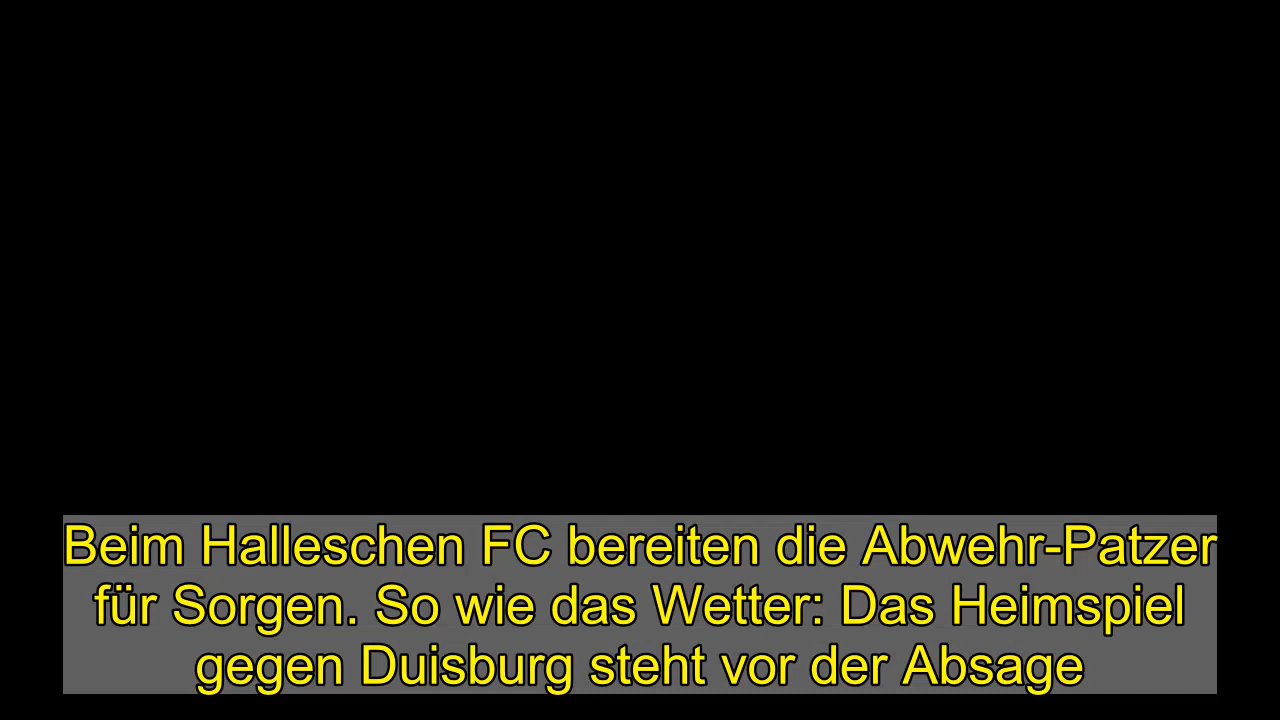 Beim Halleschen FC bereiten die Abwehr-Patzer
für Sorgen. So wie das Wetter: Das Heimspiel
gegen Duisburg steht vor der Absage